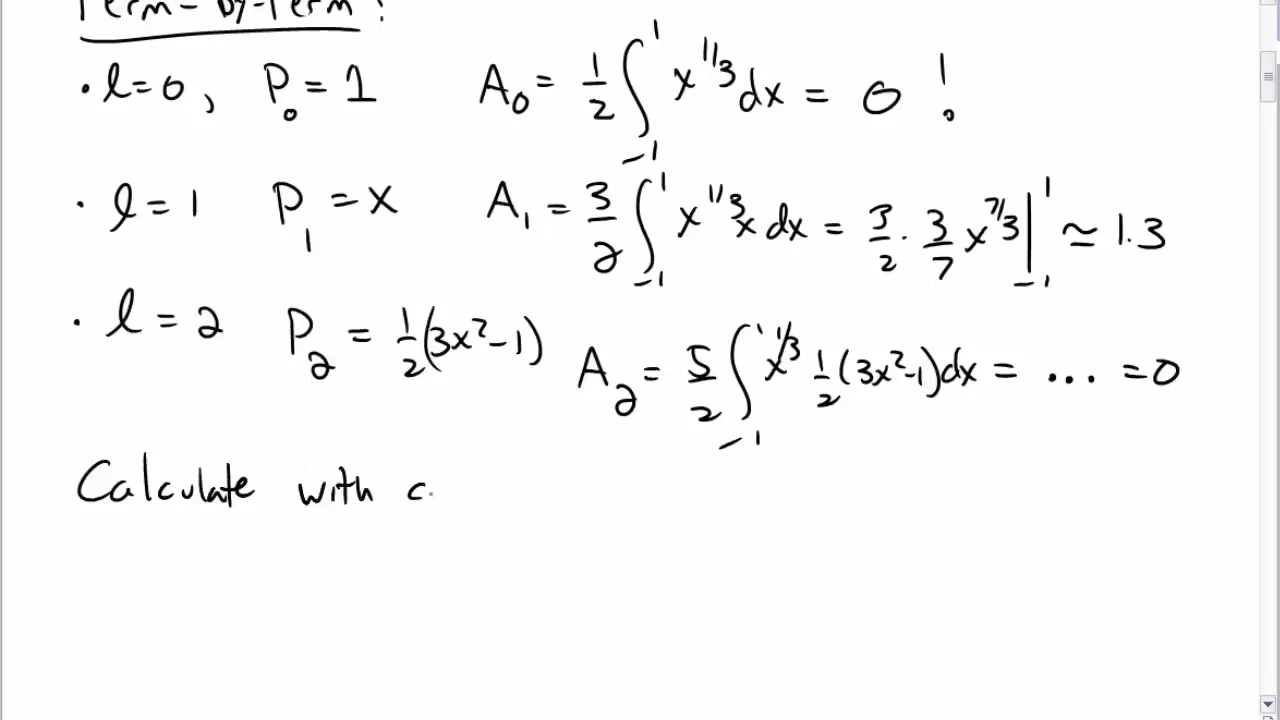 Term-by-Term:
· l=0, P₀ = 1 A₀ = 1/2 ∫₋₁¹ x^{1/3} dx = 0 !
· l=1 P₁ = x A₁ = 3/2 ∫₋₁¹ x^{1/3} x dx = 3/2 · 3/7 x^{7/3} |₋₁¹ ≃ 1.3
· l=2 P₂ = 1/2(3x²-1) A₂ = 5/2 ∫₋₁¹ x^{1/3} 1/2(3x²-1)dx = ... =0
Calculate with c